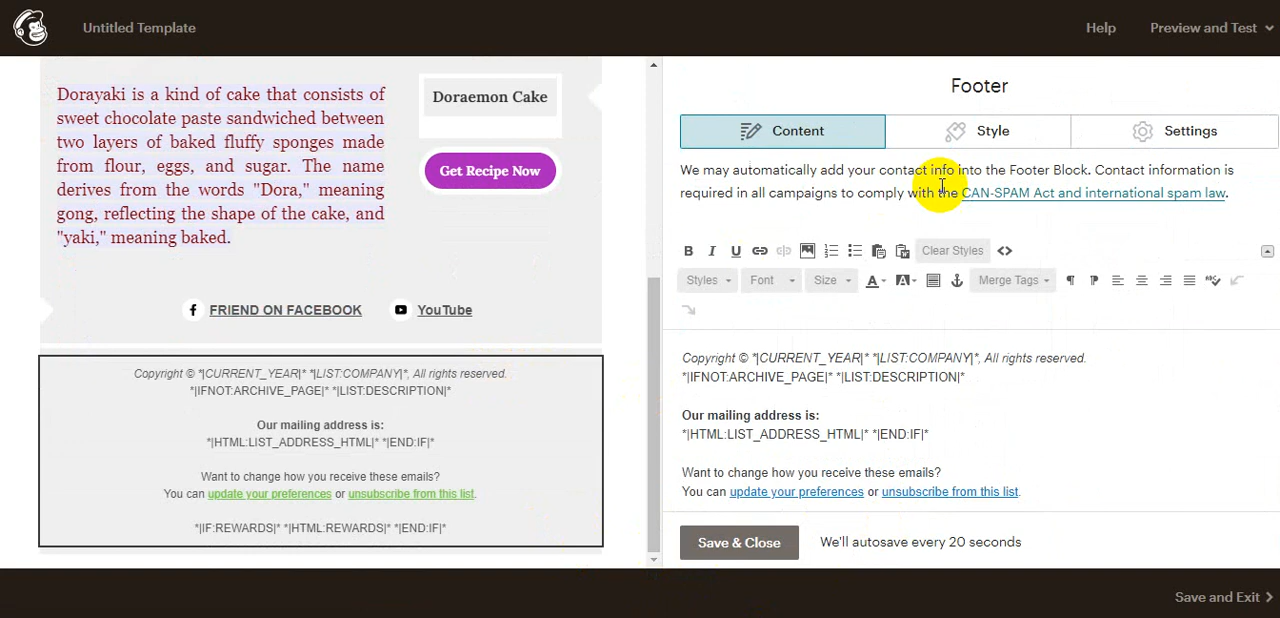 Untitled Template
Help
Preview and Test
Dorayaki is a kind of cake that consists of
sweet chocolate paste sandwiched between
two layers of baked fluffy sponges made
from flour, eggs, and sugar. The name
derives from the words "Dora," meaning
gong, reflecting the shape of the cake, and
"yaki," meaning baked.
Doraemon Cake
Get Recipe Now
FRIEND ON FACEBOOK
YouTube
Copyright © *|CURRENT_YEAR|* *|LIST:COMPANY|*, All rights reserved.
*|IFNOT:ARCHIVE_PAGE|* *|LIST:DESCRIPTION|*
Our mailing address is:
*|HTML:LIST_ADDRESS_HTML|* *|END:IF|*
Want to change how you receive these emails?
You can update your preferences or unsubscribe from this list.
*|IF:REWARDS|* *|HTML:REWARDS|* *|END:IF|*
Footer
Content
Style
Settings
We may automatically add your contact info into the Footer Block. Contact information is
required in all campaigns to comply with the CAN-SPAM Act and international spam law.
B I U Clear Styles
Styles Font Size A A Merge Tags
Copyright © *|CURRENT_YEAR|* *|LIST:COMPANY|*, All rights reserved.
*|IFNOT:ARCHIVE_PAGE|* *|LIST:DESCRIPTION|*
Our mailing address is:
*|HTML:LIST_ADDRESS_HTML|* *|END:IF|*
Want to change how you receive these emails?
You can update your preferences or unsubscribe from this list.
Save & Close
We'll autosave every 20 seconds
Save and Exit